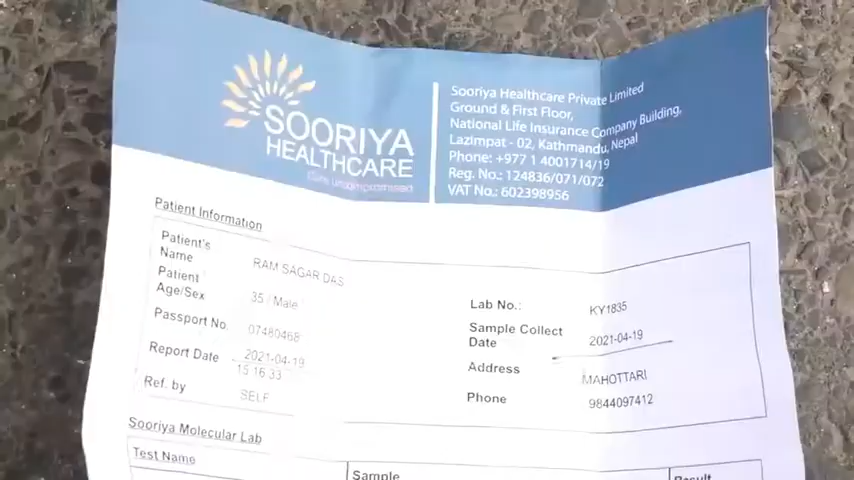 SOORIYA
HEALTHCARE
Care uncompromised
Sooriya Healthcare Private Limited
Ground & First Floor,
National Life Insurance Company Building,
Lazimpat - 02, Kathmandu, Nepal
Phone: +977 1 4001714/19
Reg. No.: 124836/071/072
VAT No.: 602398956
Patient Information
Patient's Name RAM SAGAR DAS
Patient Age/Sex 35 / Male
Passport No. 07480468
Report Date 2021-04-19 15:16:33
Ref. by SELF
Lab No.: KY1835
Sample Collect Date 2021-04-19
Address MAHOTTARI
Phone 9844097412
Sooriya Molecular Lab
Test Name Sample Result